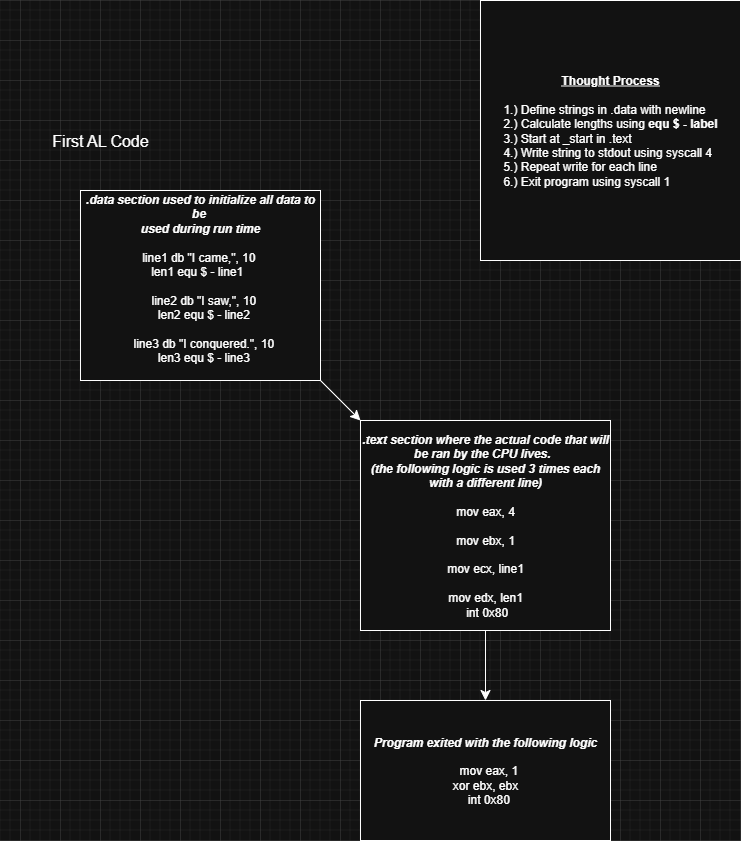 Thought Process
1.) Define strings in .data with newline
2.) Calculate lengths using equ $ - label
3.) Start at _start in .text
4.) Write string to stdout using syscall 4
5.) Repeat write for each line
6.) Exit program using syscall 1
First AL Code
.data section used to initialize all data to
be
used during run time
line1 db "I came,", 10
len1 equ $ - line1
line2 db "I saw,", 10
len2 equ $ - line2
line3 db "I conquered.", 10
len3 equ $ - line3
.text section where the actual code that will
be ran by the CPU lives.
(the following logic is used 3 times each
with a different line)
mov eax, 4
mov ebx, 1
mov ecx, line1
mov edx, len1
int 0x80
Program exited with the following logic
mov eax, 1
xor ebx, ebx
int 0x80